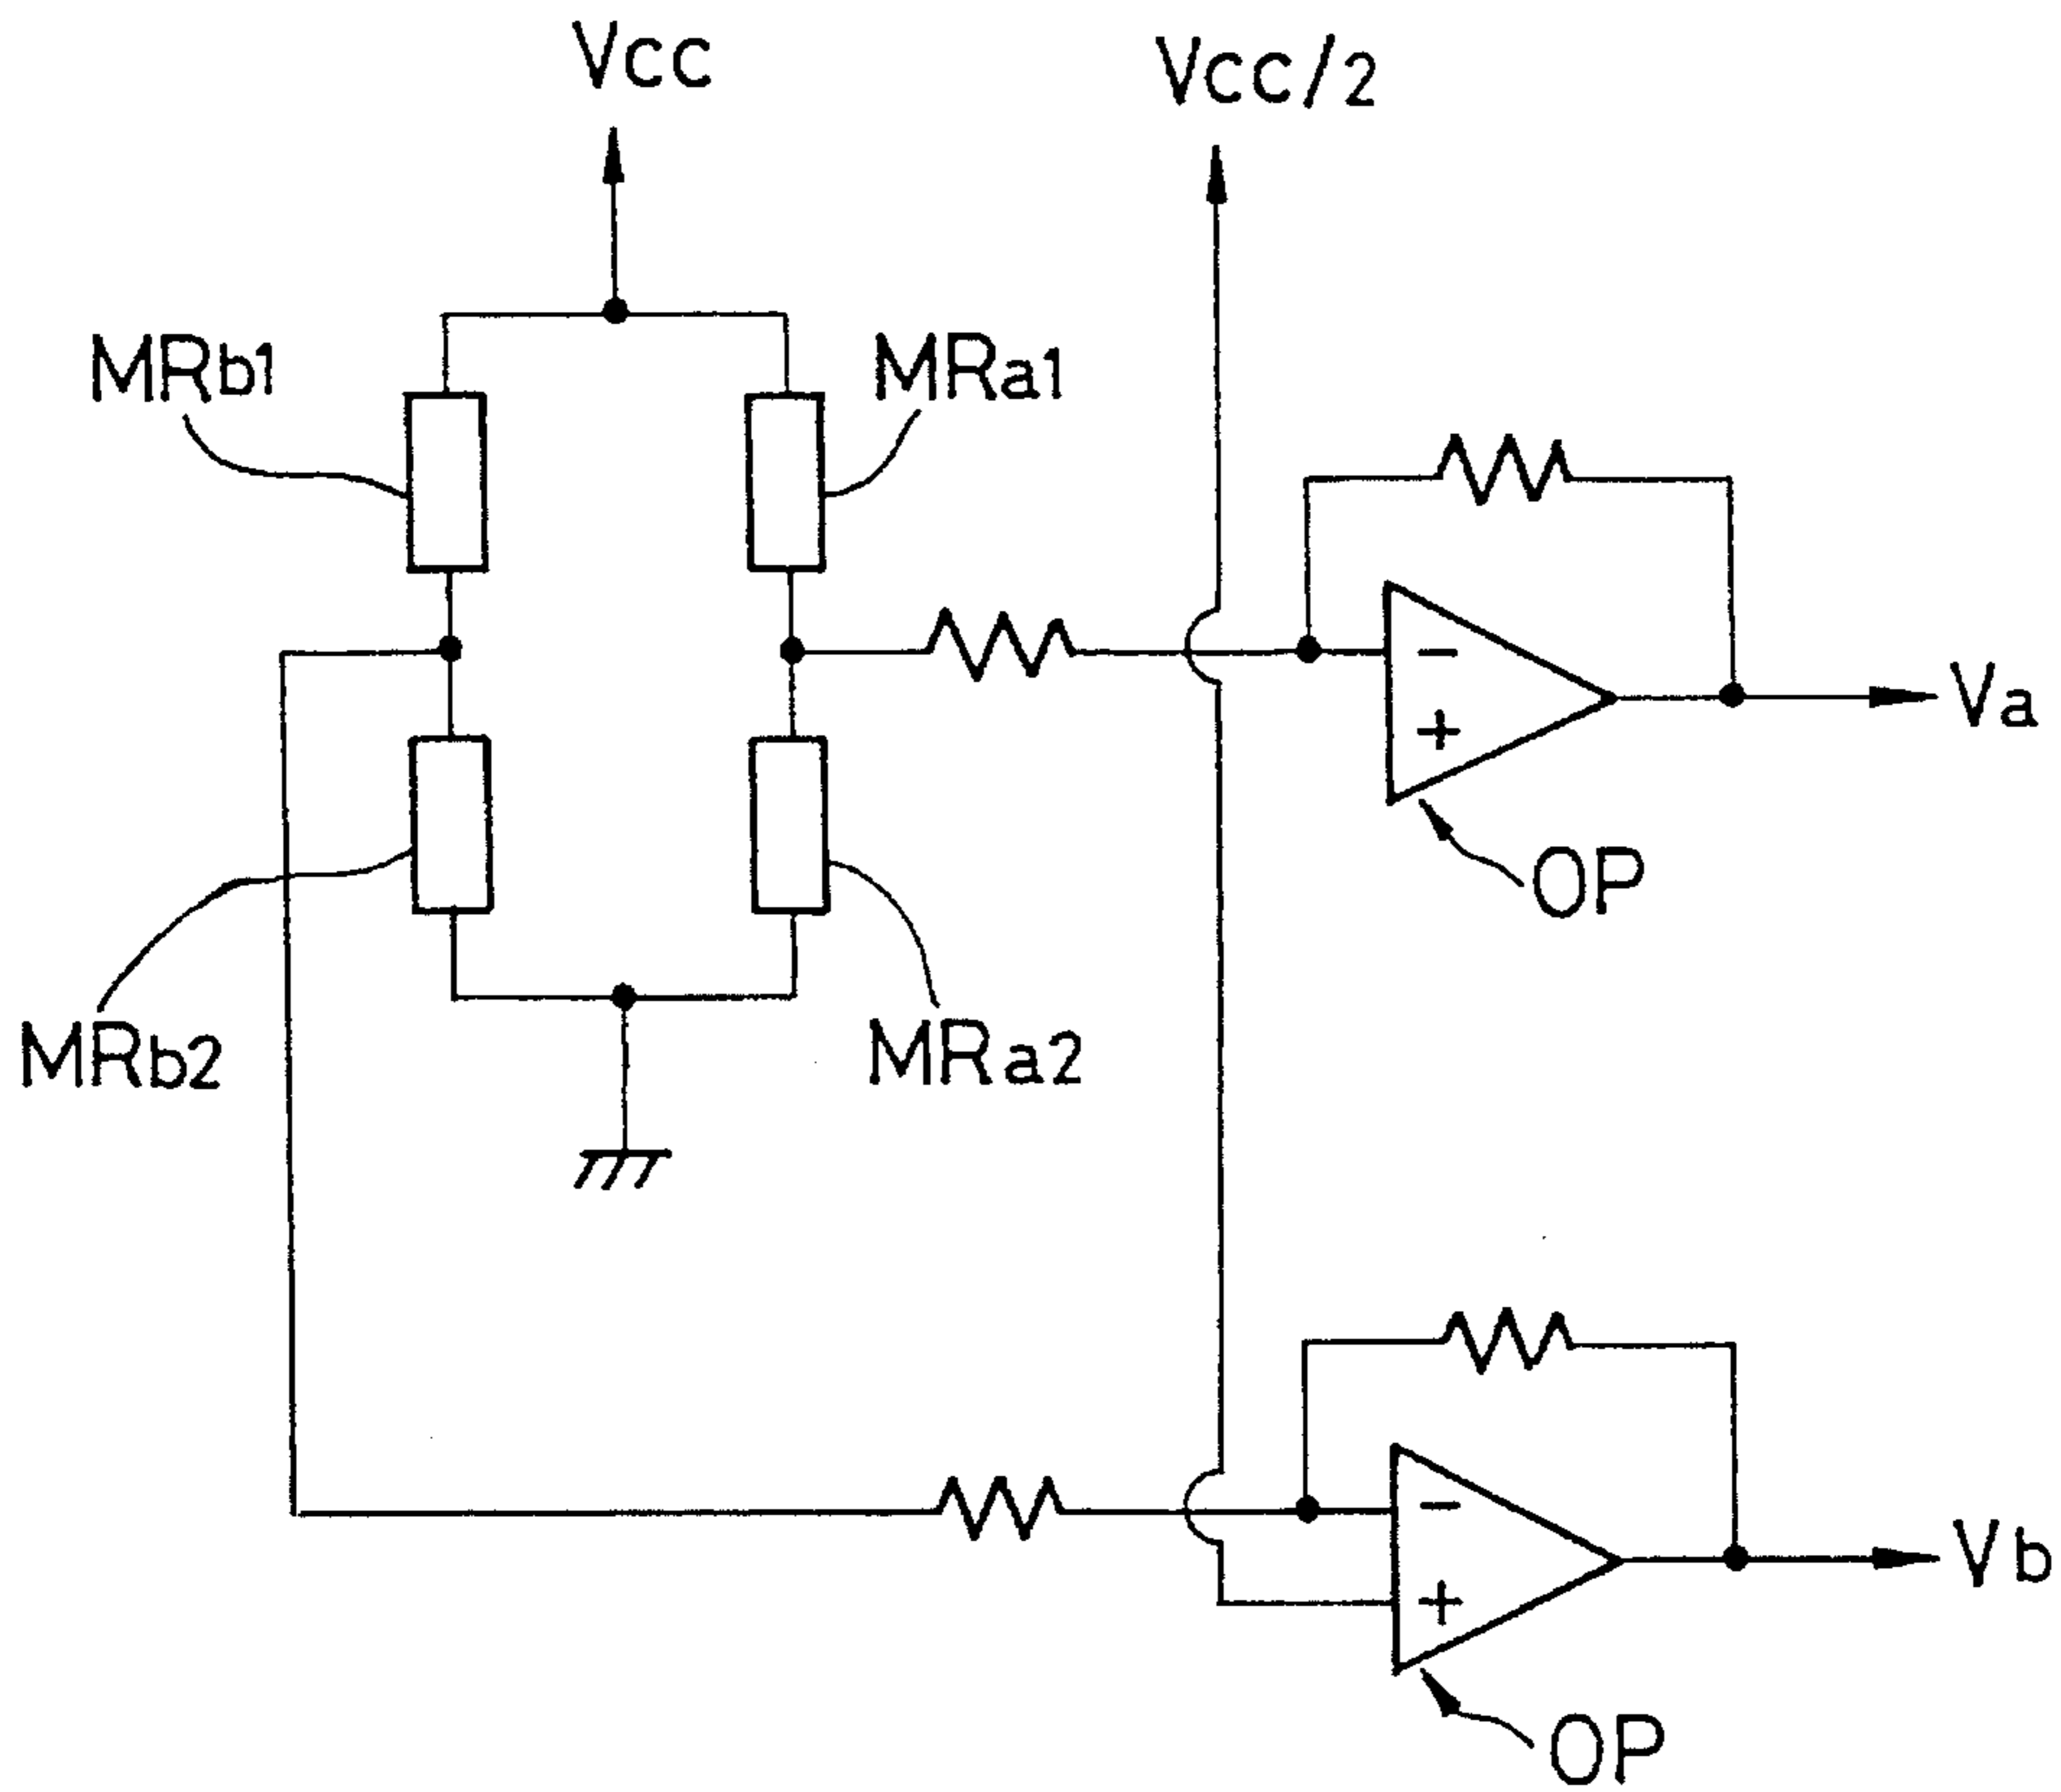 Vcc
Vcc/2
MRb1
MRa1
−
+
Va
OP
MRb2
MRa2
−
+
Vb
OP